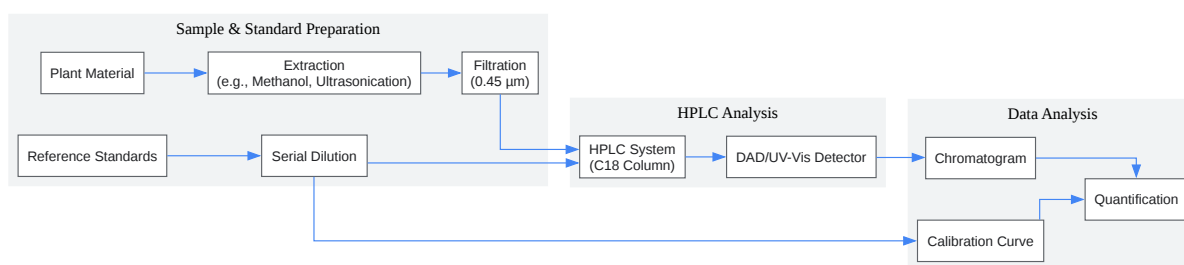 Sample & Standard Preparation
Plant Material
Extraction
(e.g., Methanol, Ultrasonication)
Filtration
(0.45 µm)
Reference Standards
Serial Dilution
HPLC Analysis
HPLC System
(C18 Column)
DAD/UV-Vis Detector
Data Analysis
Chromatogram
Quantification
Calibration Curve